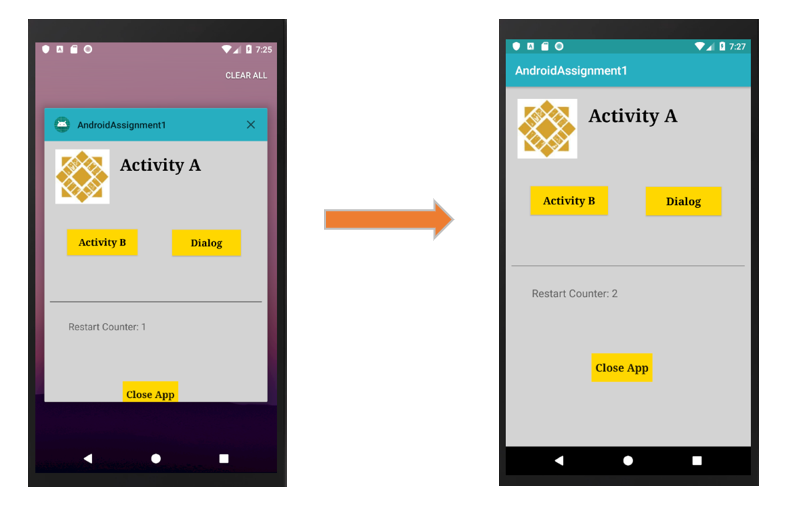 7:25
CLEAR ALL
AndroidAssignment1
Activity A
Activity B
Dialog
Restart Counter: 1
Close App
7:27
AndroidAssignment1
Activity A
Activity B
Dialog
Restart Counter: 2
Close App